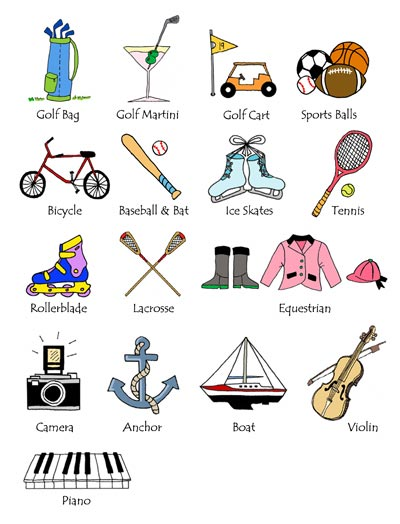 19
Golf Bag
Golf Martini
Golf Cart
Sports Balls
Bicycle
Baseball & Bat
Ice Skates
Tennis
Rollerblade
Lacrosse
Equestrian
Camera
Anchor
Boat
Violin
Piano